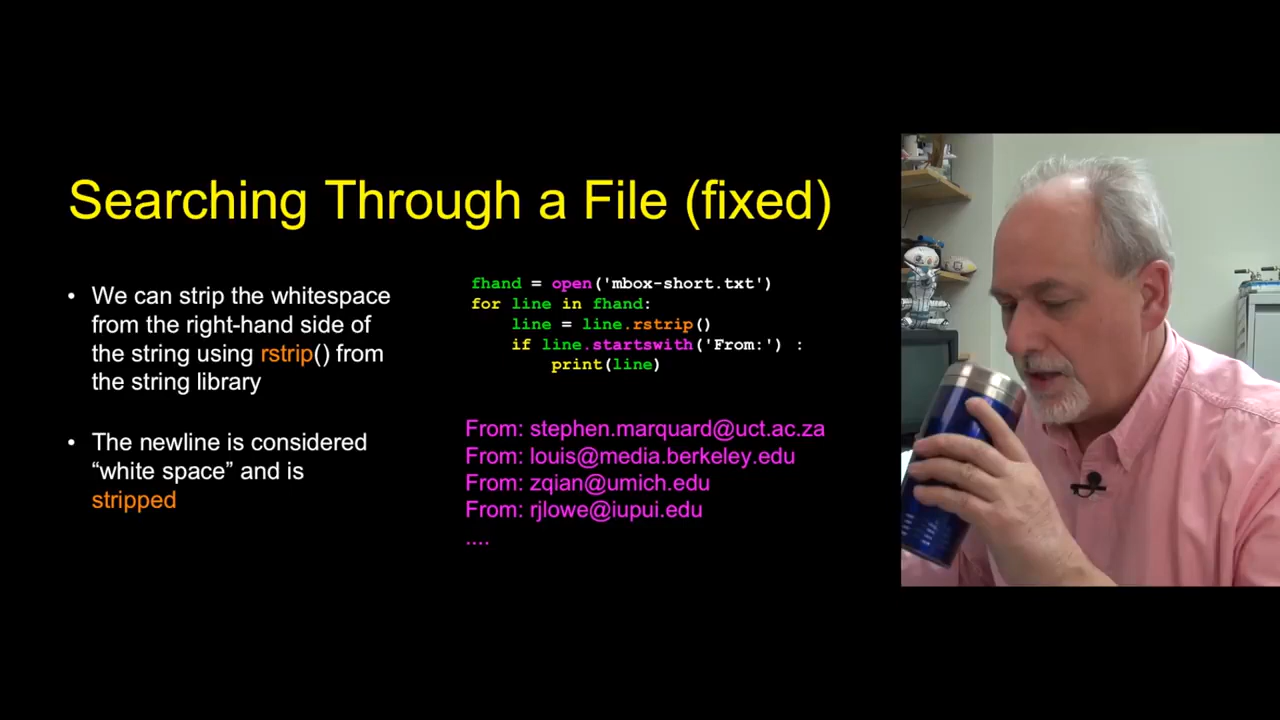 Searching Through a File (fixed)
• We can strip the whitespace
from the right-hand side of
the string using rstrip() from
the string library
• The newline is considered
“white space” and is
stripped
fhand = open('mbox-short.txt')
for line in fhand:
    line = line.rstrip()
    if line.startswith('From:') :
        print(line)
From: stephen.marquard@uct.ac.za
From: louis@media.berkeley.edu
From: zqian@umich.edu
From: rjlowe@iupui.edu
....